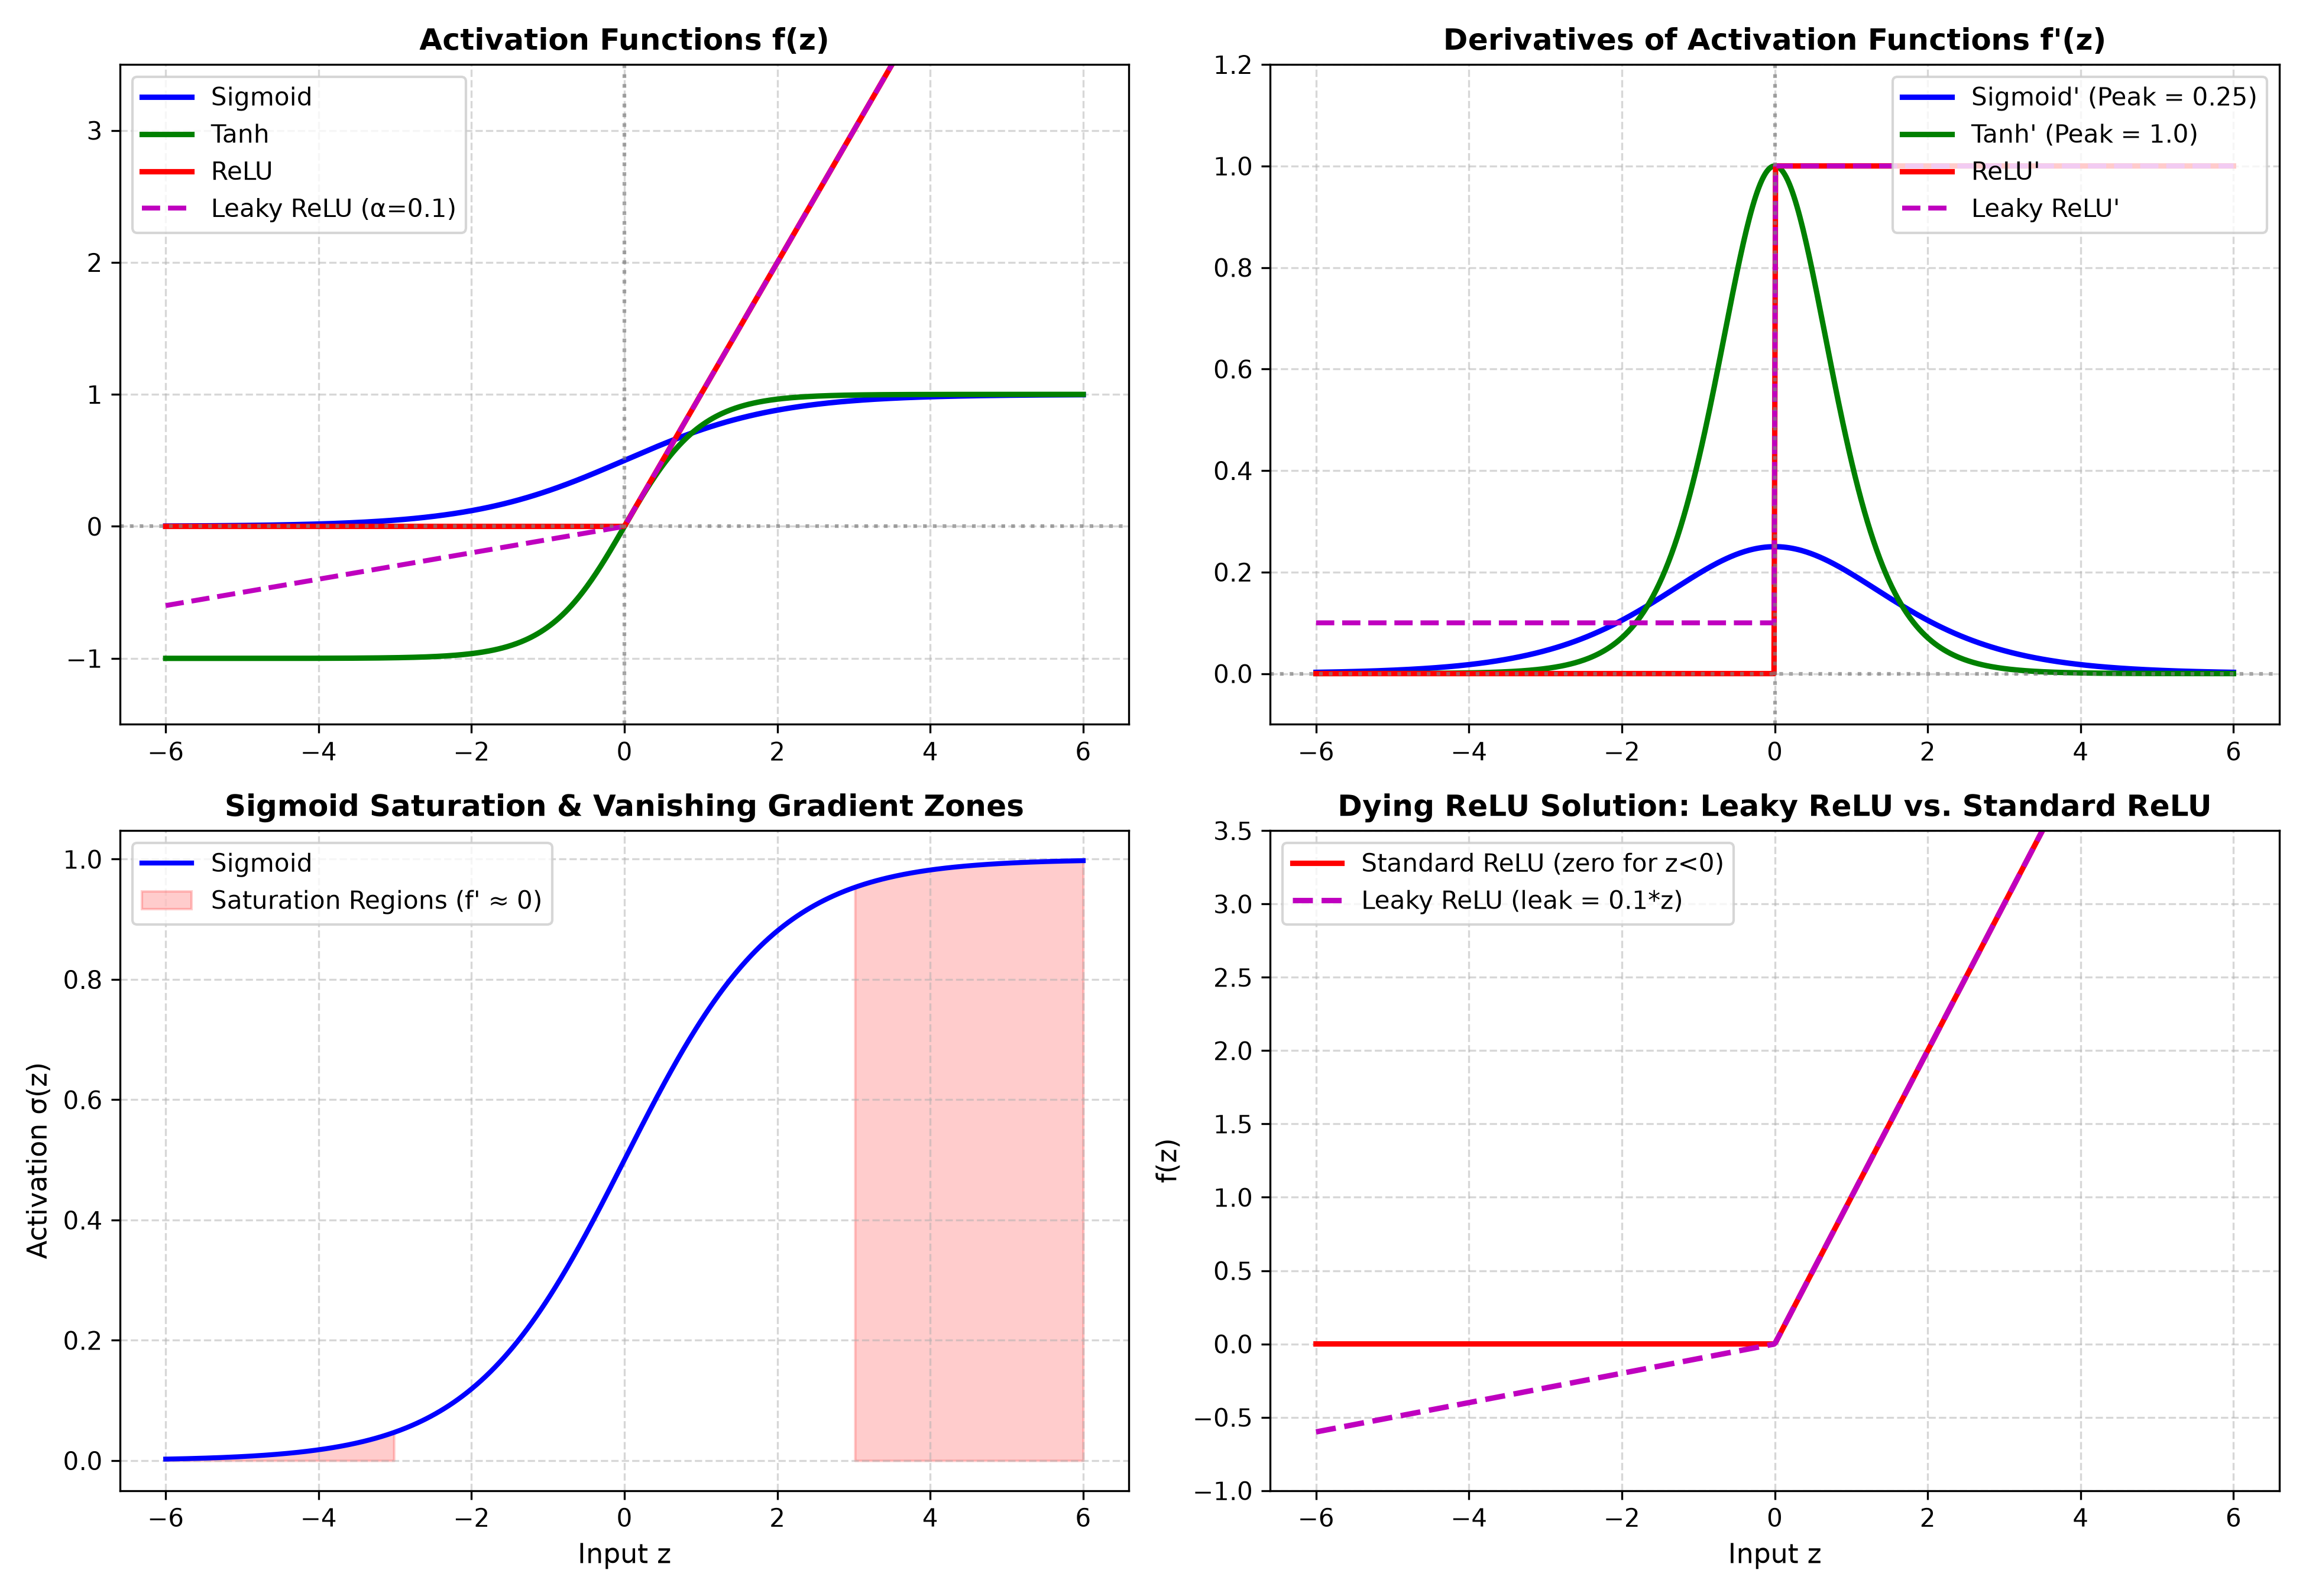 Activation Functions f(z)
Sigmoid
Tanh
ReLU
Leaky ReLU (α=0.1)
3
2
1
0
−1
−6 −4 −2 0 2 4 6
Derivatives of Activation Functions f'(z)
Sigmoid' (Peak = 0.25)
Tanh' (Peak = 1.0)
ReLU'
Leaky ReLU'
1.2
1.0
0.8
0.6
0.4
0.2
0.0
−6 −4 −2 0 2 4 6
Sigmoid Saturation & Vanishing Gradient Zones
Sigmoid
Saturation Regions (f' ≈ 0)
Activation σ(z)
1.0
0.8
0.6
0.4
0.2
0.0
−6 −4 −2 0 2 4 6
Input z
Dying ReLU Solution: Leaky ReLU vs. Standard ReLU
Standard ReLU (zero for z<0)
Leaky ReLU (leak = 0.1*z)
f(z)
3.5
3.0
2.5
2.0
1.5
1.0
0.5
0.0
−0.5
−1.0
−6 −4 −2 0 2 4 6
Input z